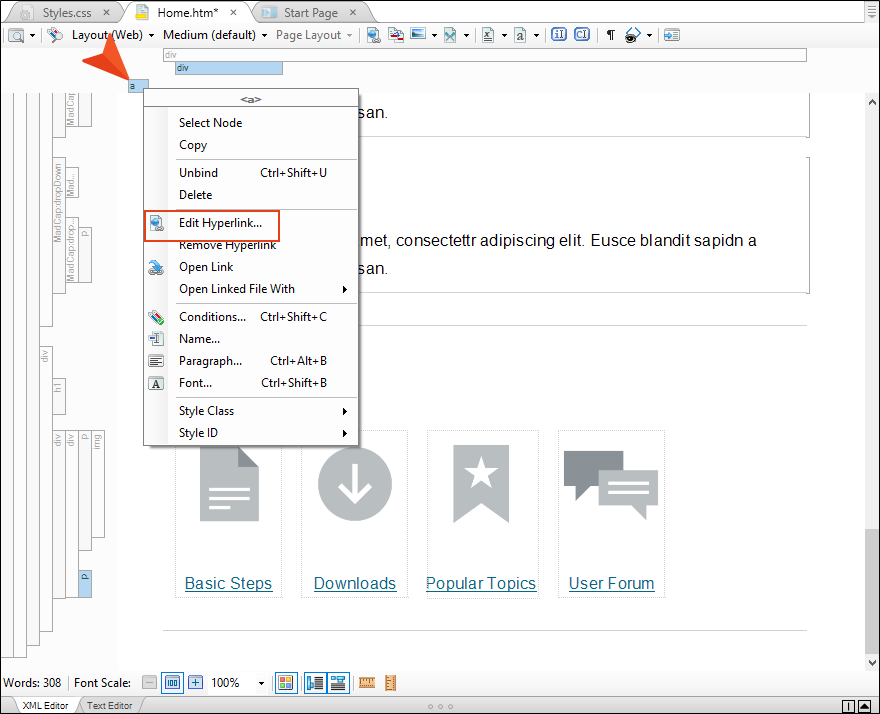 Styles.css
Home.htm*
Start Page
Layout (Web)
Medium (default)
Page Layout
div
div
a
<a>
Select Node
Copy
Unbind Ctrl+Shift+U
Delete
Edit Hyperlink...
Remove Hyperlink
Open Link
Open Linked File With
Conditions... Ctrl+Shift+C
Name...
Paragraph... Ctrl+Alt+B
Font... Ctrl+Shift+B
Style Class
Style ID
san.
met, consectettr adipiscing elit. Eusce blandit sapidn a
san.
MadCap
MadCap:dropDown
Mad...
MadCap:drop...
p
div
h1
div
div
p
img
p
Basic Steps
Downloads
Popular Topics
User Forum
Words: 308 Font Scale: 100%
XML Editor
Text Editor